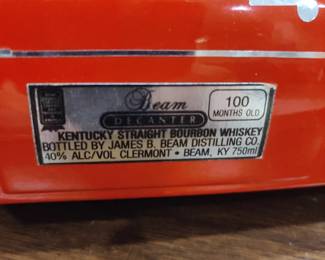 Beam
DECANTER
100
MONTHS OLD
KENTUCKY STRAIGHT BOURBON WHISKEY
BOTTLED BY JAMES B. BEAM DISTILLING CO.
40% ALC/VOL CLERMONT • BEAM, KY 750ml